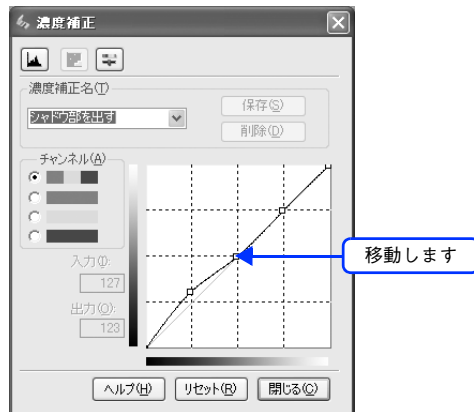 濃度補正
濃度補正名(T)
シャドウ部を出す
保存(S)
削除(D)
チャンネル(A)
入力(I):
127
出力(O):
123
移動します
ヘルプ(H)
リセット(R)
閉じる(C)